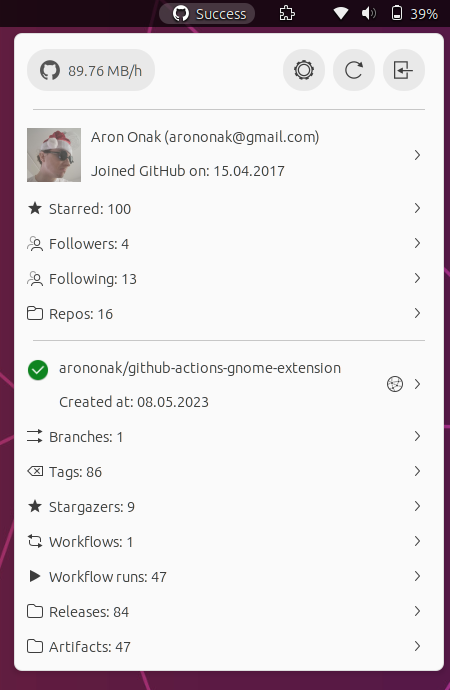 Success
39%
89.76 MB/h
Aron Onak (arononak@gmail.com)
Joined GitHub on: 15.04.2017
Starred: 100
Followers: 4
Following: 13
Repos: 16
arononak/github-actions-gnome-extension
Created at: 08.05.2023
Branches: 1
Tags: 86
Stargazers: 9
Workflows: 1
Workflow runs: 47
Releases: 84
Artifacts: 47